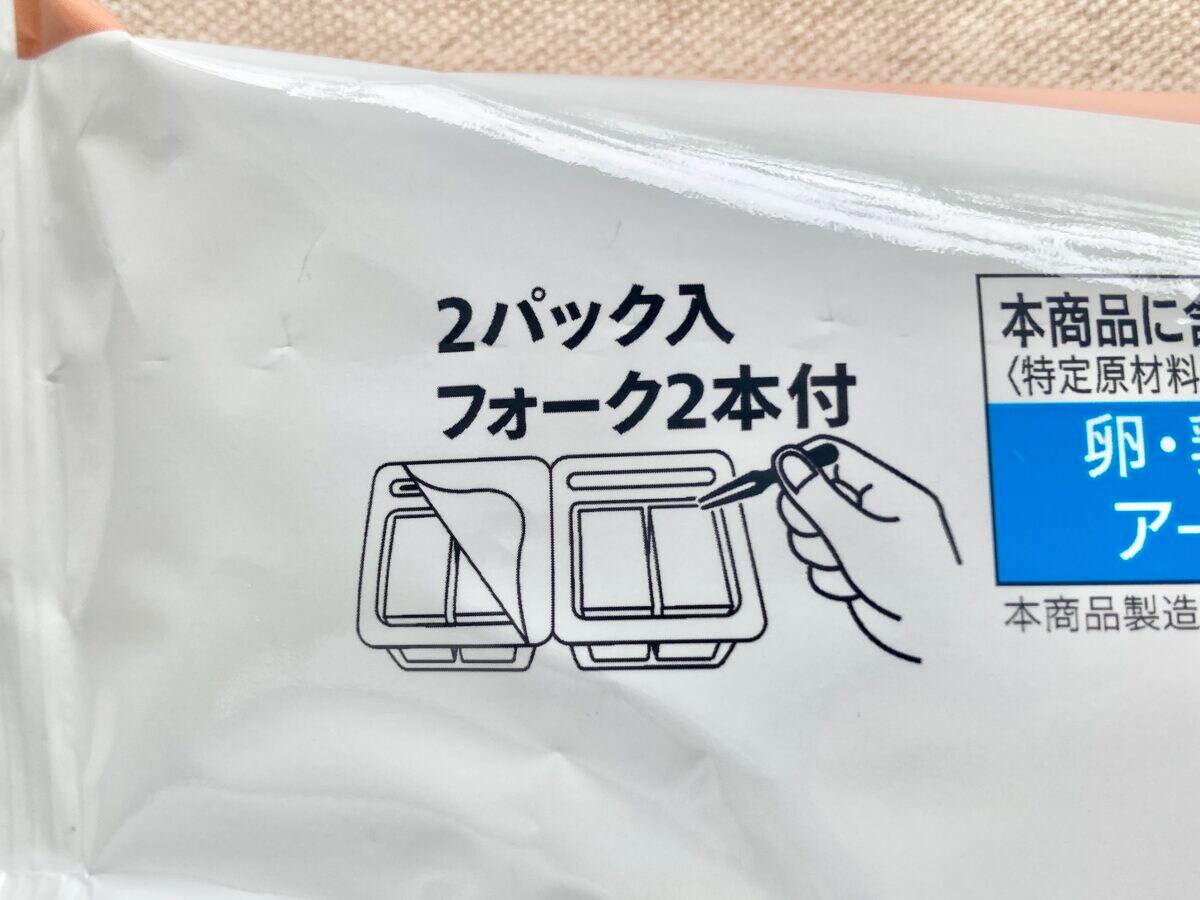 2パック入
フォーク2本付
本商品に
〈特定原材料
卵・
アー
本商品製造